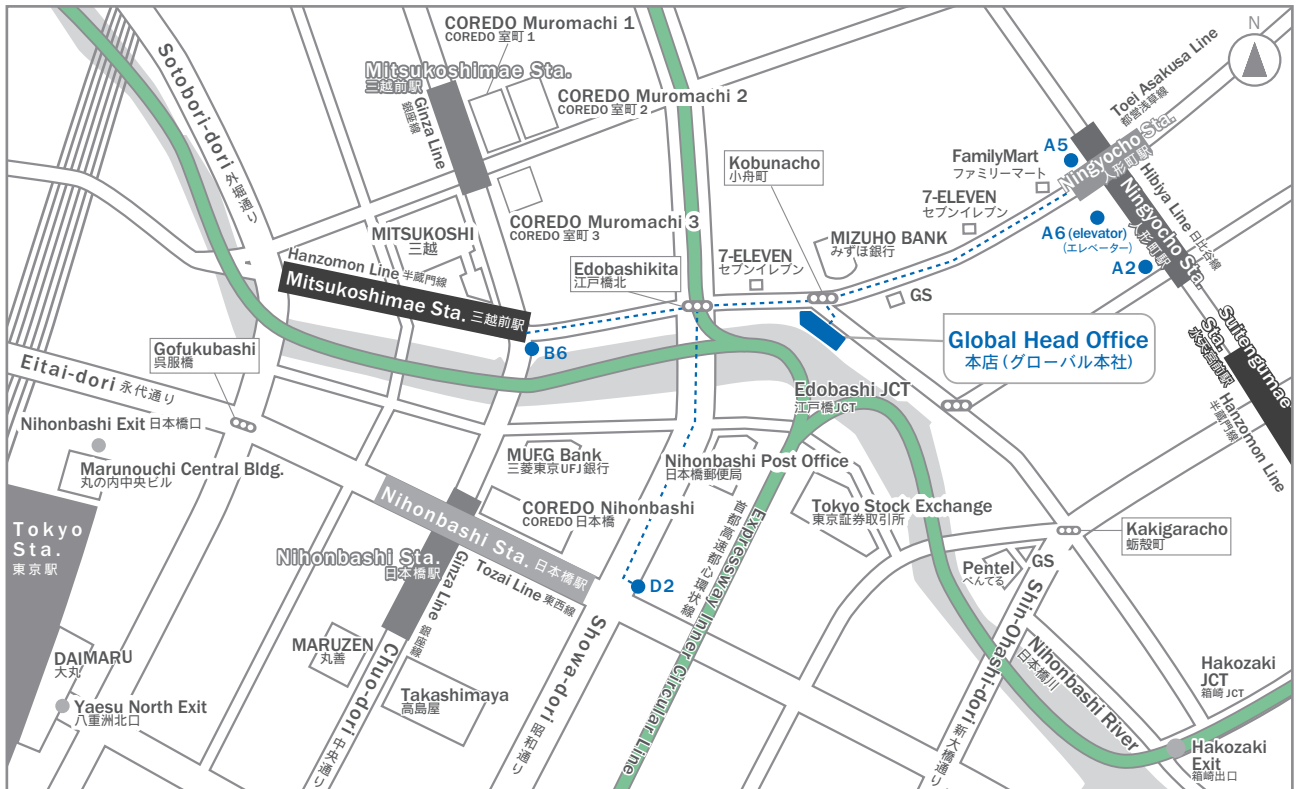 COREDO Muromachi 1
COREDO 室町 1
N
Sotobori-dori 外堀通り
Mitsukoshimae Sta.
三越前駅
Ginza Line
銀座線
COREDO Muromachi 2
COREDO 室町 2
Toei Asakusa Line
都営浅草線
A5
Ningyocho Sta.
人形町駅
FamilyMart
ファミリーマート
Kobunacho
小舟町
7-ELEVEN
セブンイレブン
Hibiya Line 日比谷線
Ningyocho Sta.
人形町駅
COREDO Muromachi 3
COREDO 室町 3
MITSUKOSHI
三越
MIZUHO BANK
みずほ銀行
A6 (elevator)
(エレベーター)
A2
Hanzomon Line 半蔵門線
Mitsukoshimae Sta. 三越前駅
Edobashikita
江戸橋北
7-ELEVEN
セブンイレブン
GS
Suitengumae
Sta.
水天宮前駅
Hanzomon Line
半蔵門線
Global Head Office
本店 (グローバル本社)
B6
Gofukubashi
呉服橋
Eitai-dori 永代通り
Edobashi JCT
江戸橋JCT
Nihonbashi Exit 日本橋口
Marunouchi Central Bldg.
丸の内中央ビル
MUFG Bank
三菱東京UFJ銀行
Nihonbashi Post Office
日本橋郵便局
COREDO Nihonbashi
COREDO 日本橋
Tokyo Stock Exchange
東京証券取引所
Kakigaracho
蛎殻町
Tokyo
Sta.
東京駅
Nihonbashi Sta. 日本橋駅
Nihonbashi Sta.
日本橋駅
Ginza Line 銀座線
Tozai Line 東西線
D2
首都高速都心環状線
Expressway Inner Circular Line
Pentel
ぺんてる
GS
Shin-Ohashi-dori 新大橋通り
Nihonbashi River
日本橋川
MARUZEN
丸善
Chuo-dori 中央通り
Showa-dori 昭和通り
DAIMARU
大丸
Takashimaya
高島屋
Yaesu North Exit
八重洲北口
Hakozaki
JCT
箱崎 JCT
Hakozaki
Exit
箱崎出口